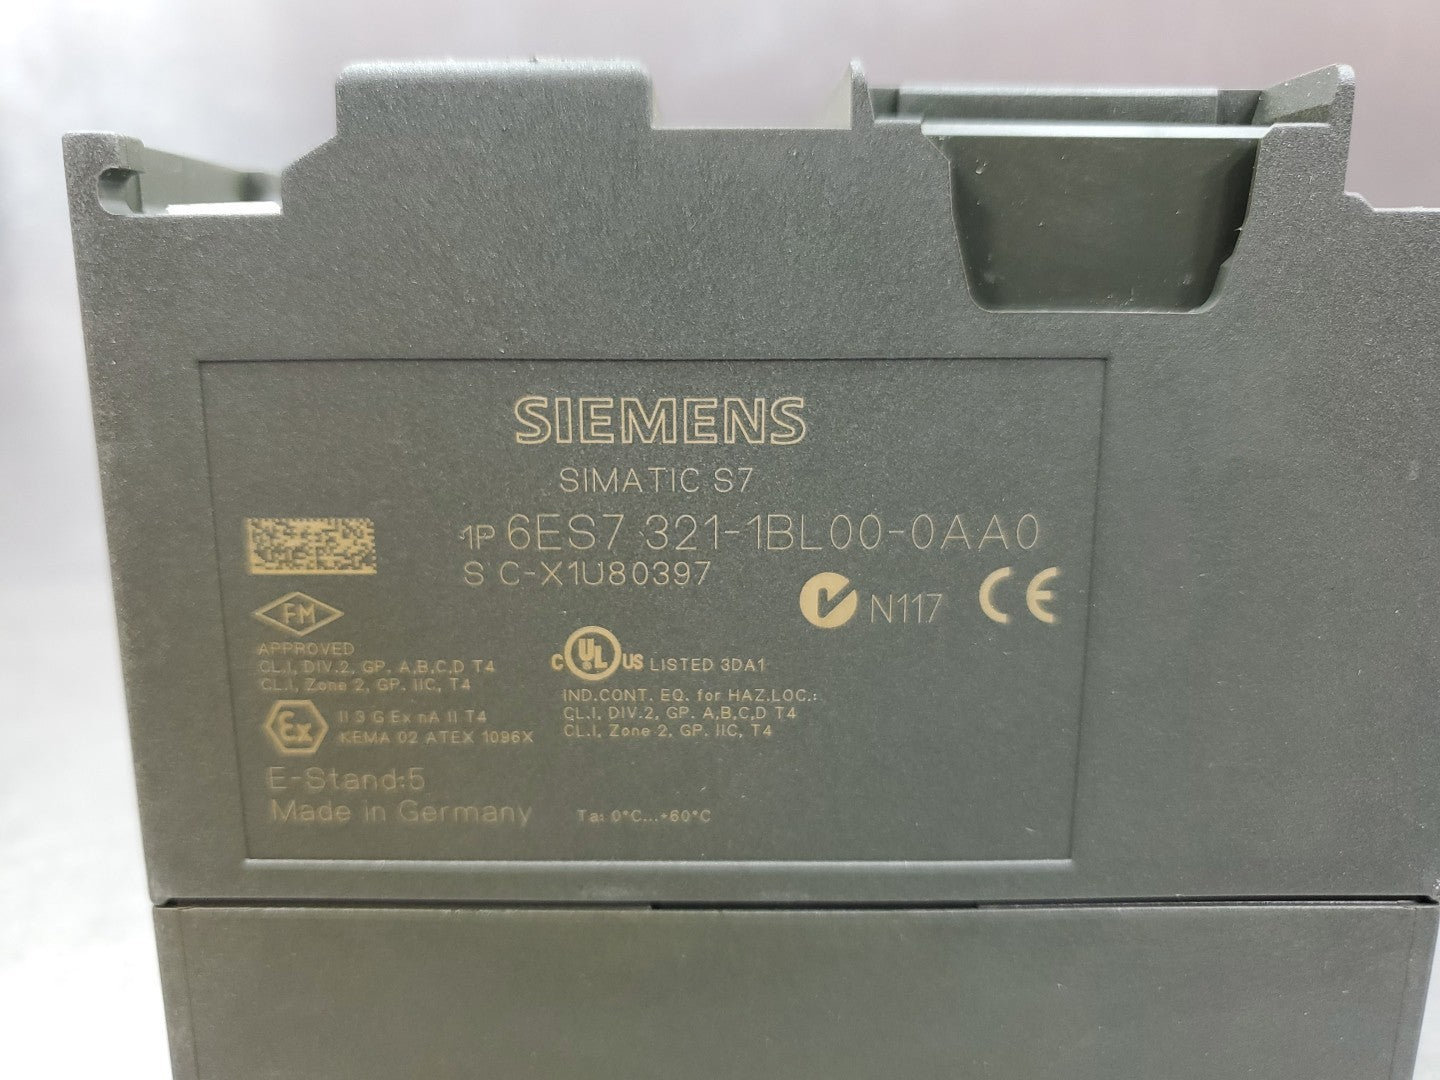 SIEMENS
SIMATIC S7
1P 6ES7 321-1BL00-0AA0
S C-X1U80397
N117 CE
FM
APPROVED
CL.I, DIV.2, GP. A,B,C,D T4
CL.I, Zone 2, GP. IIC, T4
C UL US LISTED 3DA1
IND.CONT. EQ. for HAZ.LOC.:
CL.I, DIV.2, GP. A,B,C,D T4
CL.I, Zone 2, GP. IIC, T4
Ex II 3 G Ex nA II T4
KEMA 02 ATEX 1096X
E-Stand:5
Made in Germany
Ta: 0°C...+60°C